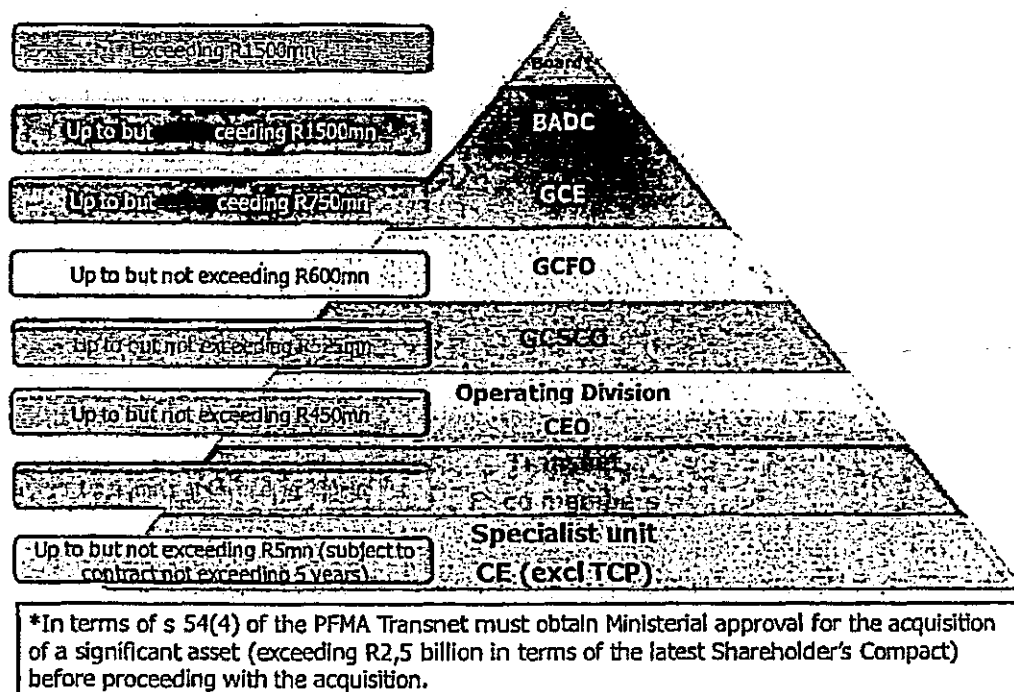 Exceeding R1500mn
Board*
Up to but ceeding R1500mn
BADC
Up to but ceeding R750mn
GCE
Up to but not exceeding R600mn
GCFO
Up to but not exceeding
GCSCO
Operating Division
Up to but not exceeding R450mn
CEO
Specialist unit
Up to but not exceeding R5mn (subject to
contract not exceeding 5 years)
CE (excl TCP)
*In terms of s 54(4) of the PFMA Transnet must obtain Ministerial approval for the acquisition
of a significant asset (exceeding R2,5 billion in terms of the latest Shareholder's Compact)
before proceeding with the acquisition.